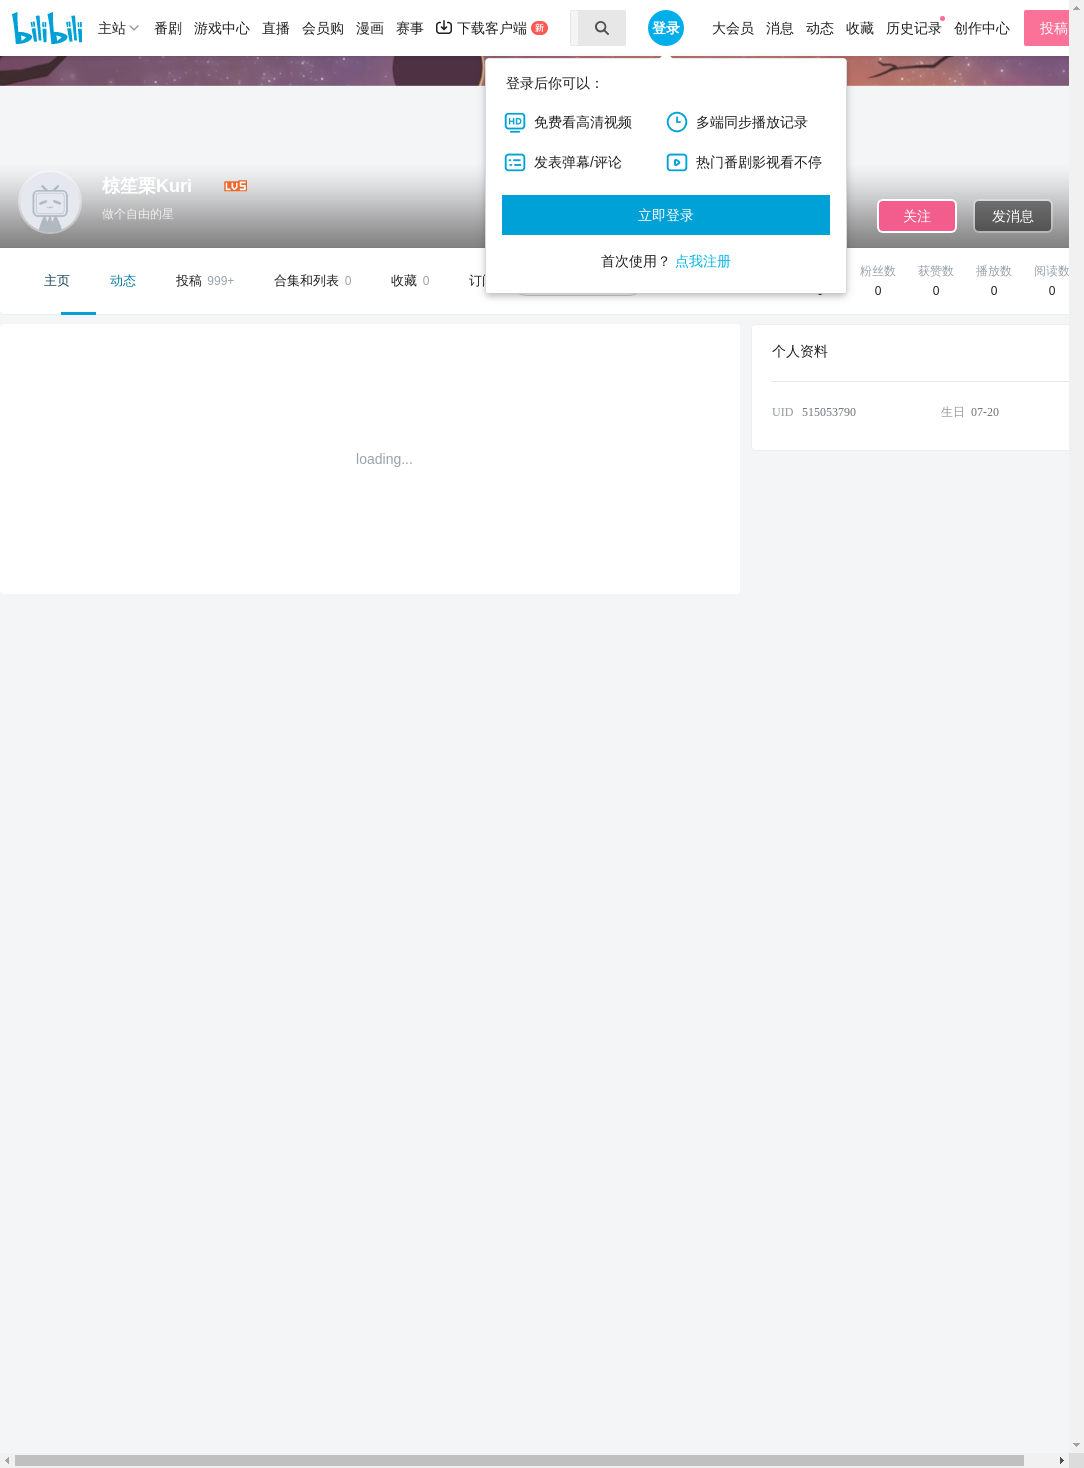 bilibili 主站 番剧 游戏中心 直播 会员购 漫画 赛事 下载客户端 新 登录 大会员 消息 动态 收藏 历史记录 创作中心 投稿
登录后你可以：
HD 免费看高清视频 多端同步播放记录
发表弹幕/评论 热门番剧影视看不停
立即登录
首次使用？ 点我注册
椋笙栗Kuri LV5
做个自由的星
关注 发消息
主页 动态 投稿 999+ 合集和列表 0 收藏 0
粉丝数 获赞数 播放数 阅读数
0 0 0 0
loading...
个人资料
UID 515053790 生日 07-20